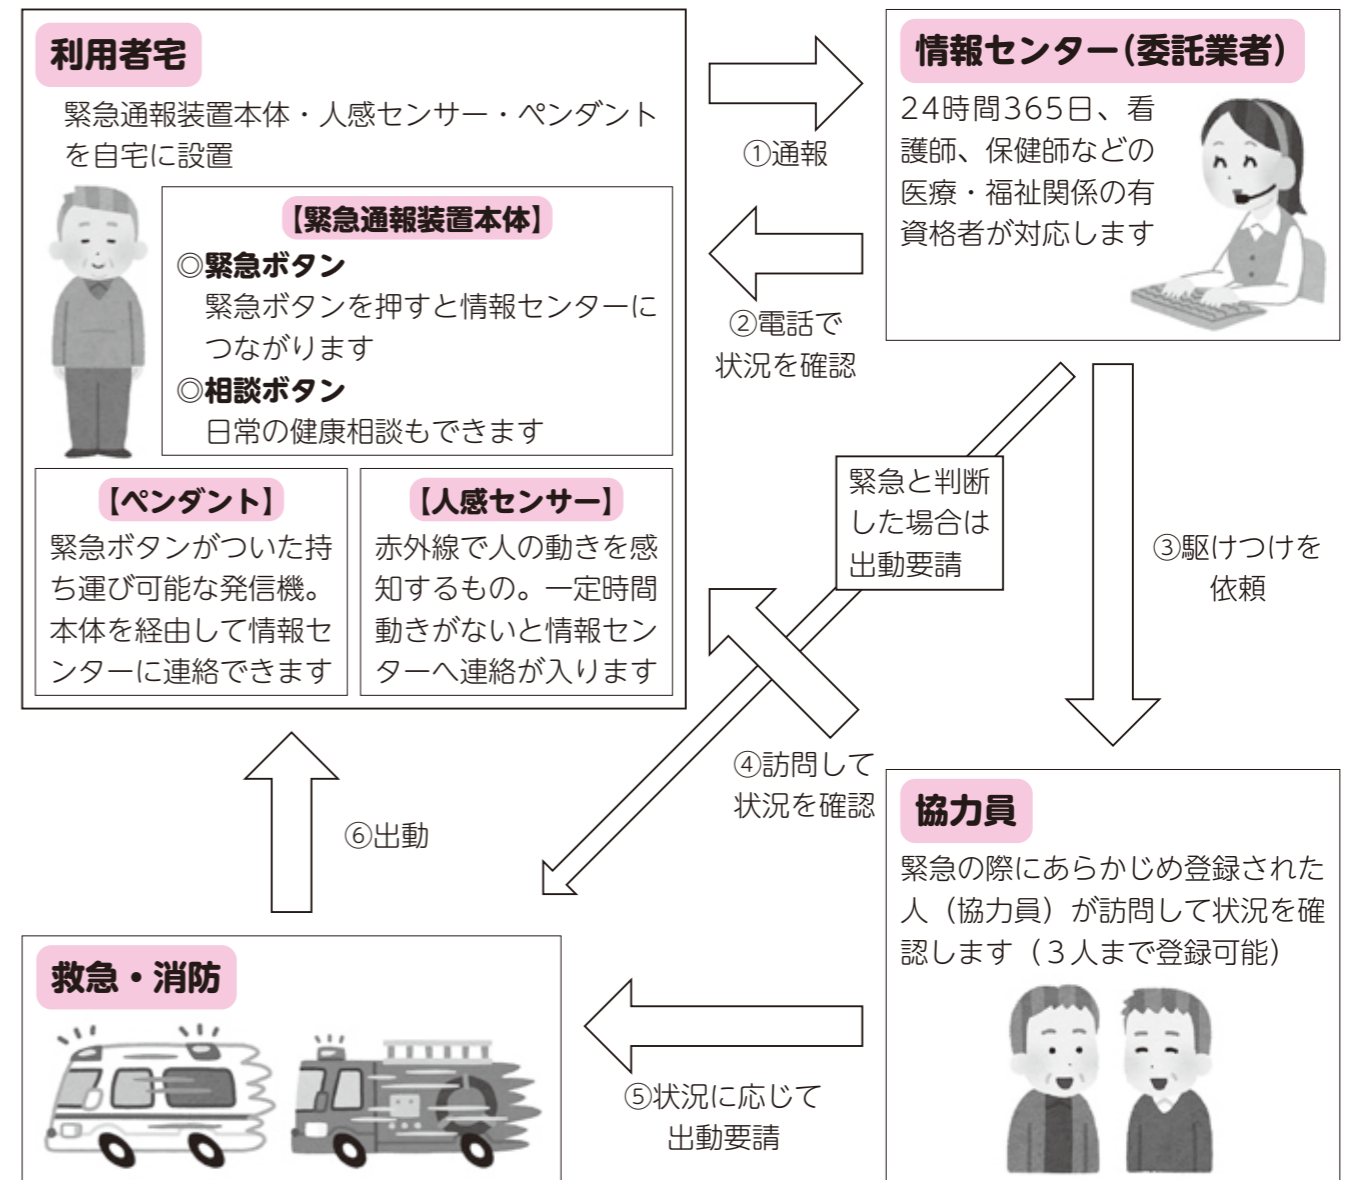 利用者宅
緊急通報装置本体・人感センサー・ペンダント
を自宅に設置
【緊急通報装置本体】
◎緊急ボタン
緊急ボタンを押すと情報センターに
つながります
◎相談ボタン
日常の健康相談もできます
【ペンダント】
緊急ボタンがついた持
ち運び可能な発信機。
本体を経由して情報セ
ンターに連絡できます
【人感センサー】
赤外線で人の動きを感
知するもの。一定時間
動きがないと情報セン
ターへ連絡が入ります
①通報
②電話で
状況を確認
情報センター(委託業者)
24時間365日、看
護師、保健師などの
医療・福祉関係の有
資格者が対応します
緊急と判断
した場合は
出動要請
③駆けつけを
依頼
④訪問して
状況を確認
協力員
緊急の際にあらかじめ登録された
人（協力員）が訪問して状況を確
認します（３人まで登録可能）
⑤状況に応じて
出動要請
⑥出動
救急・消防